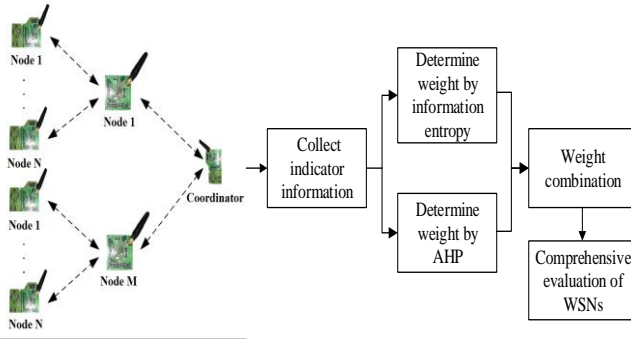 Node 1
.
.
Node N
Node 1
.
.
Node N
Node 1
Node M
Coordinator
Collect
indicator
information
Determine
weight by
information
entropy
Determine
weight by
AHP
Weight
combination
Comprehensive
evaluation of
WSNs